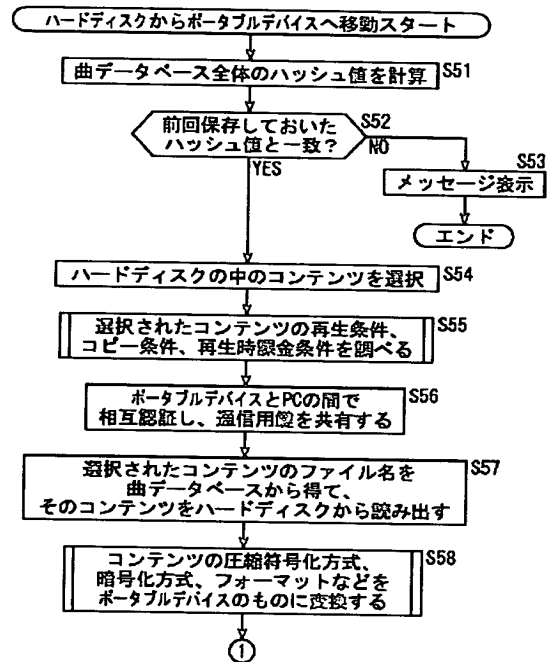 ハードディスクからポータブルデバイスへ移動スタート
曲データベース全体のハッシュ値を計算 S51
前回保存しておいた
ハッシュ値と一致? S52
NO
YES
S53
メッセージ表示
エンド
ハードディスクの中のコンテンツを選択 S54
選択されたコンテンツの再生条件、
コピー条件、再生時課金条件を調べる S55
ポータブルデバイスとPCの間で
相互認証し、通信用鍵を共有する S56
選択されたコンテンツのファイル名を
曲データベースから得て、
そのコンテンツをハードディスクから読み出す S57
コンテンツの圧縮符号化方式、
暗号化方式、フォーマットなどを
ポータブルデバイスのものに変換する S58
1